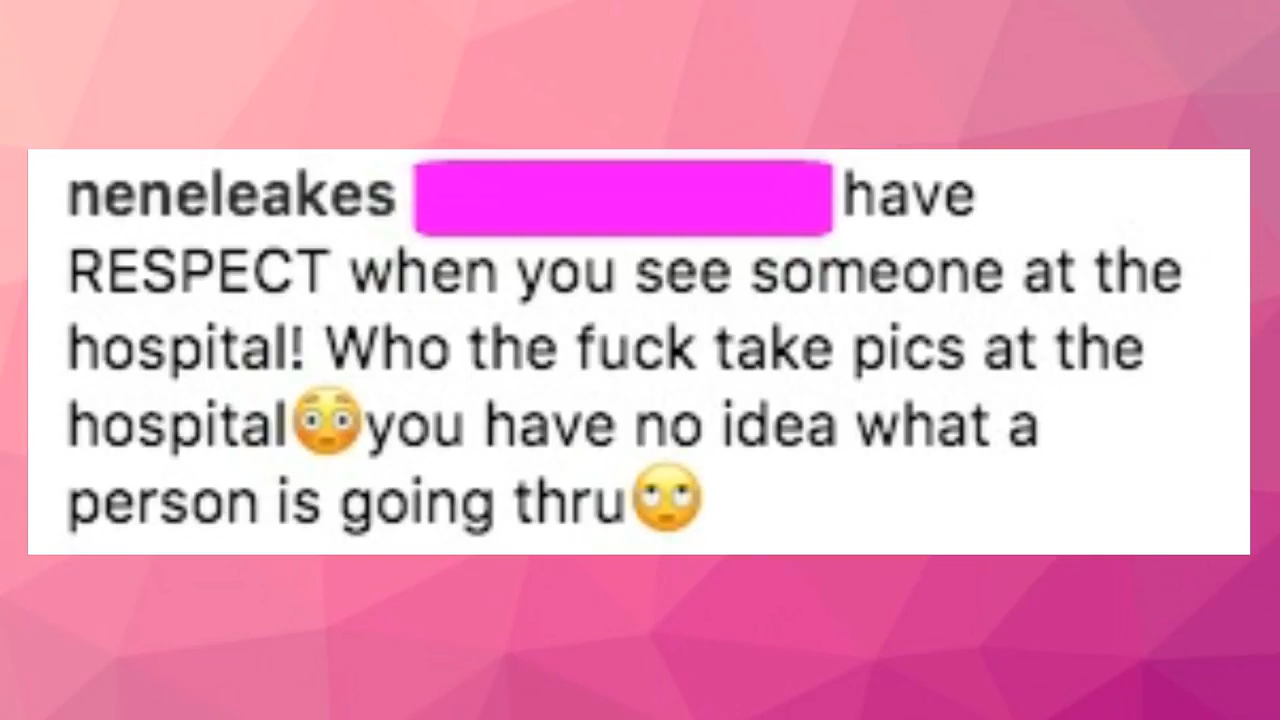 neneleakes have
RESPECT when you see someone at the
hospital! Who the fuck take pics at the
hospital😳you have no idea what a
person is going thru🙄